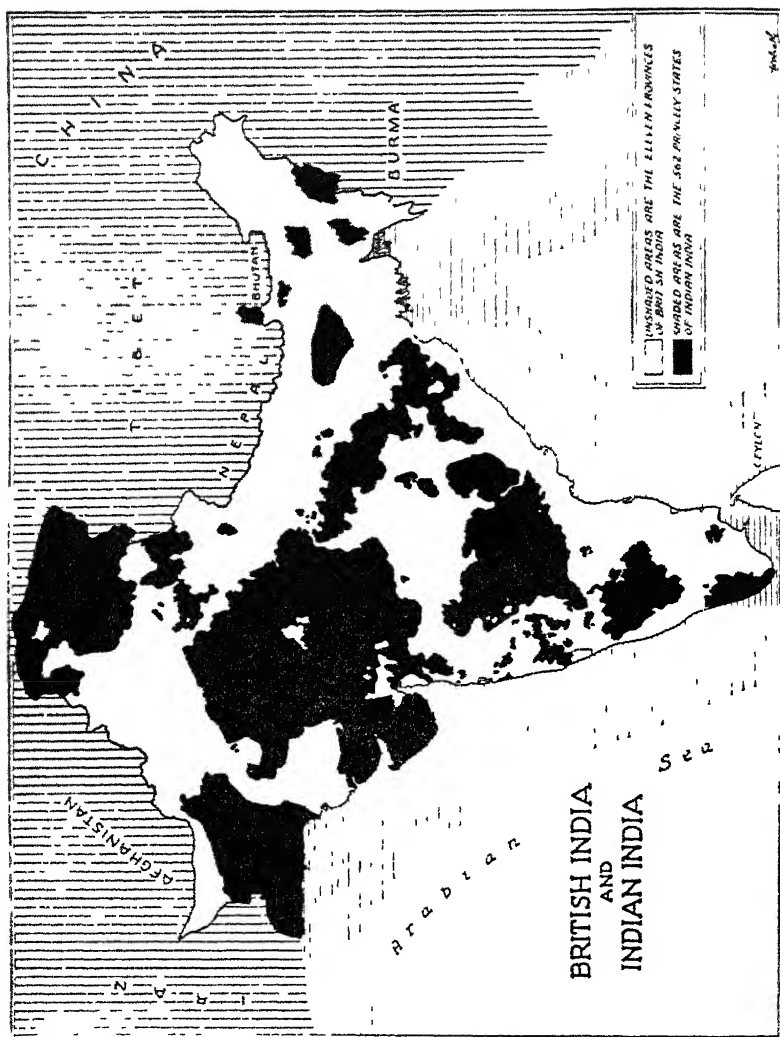 BRITISH INDIA
AND
INDIAN INDIA
UNSHADED AREAS ARE THE ELEVEN PROVINCES
OF BRITISH INDIA
SHADED AREAS ARE THE 562 PRINCELY STATES
OF INDIAN INDIA
CHINA
TIBET
NEPAL
BHUTAN
BURMA
AFGHANISTAN
IRAN
Arabian Sea
CEYLON